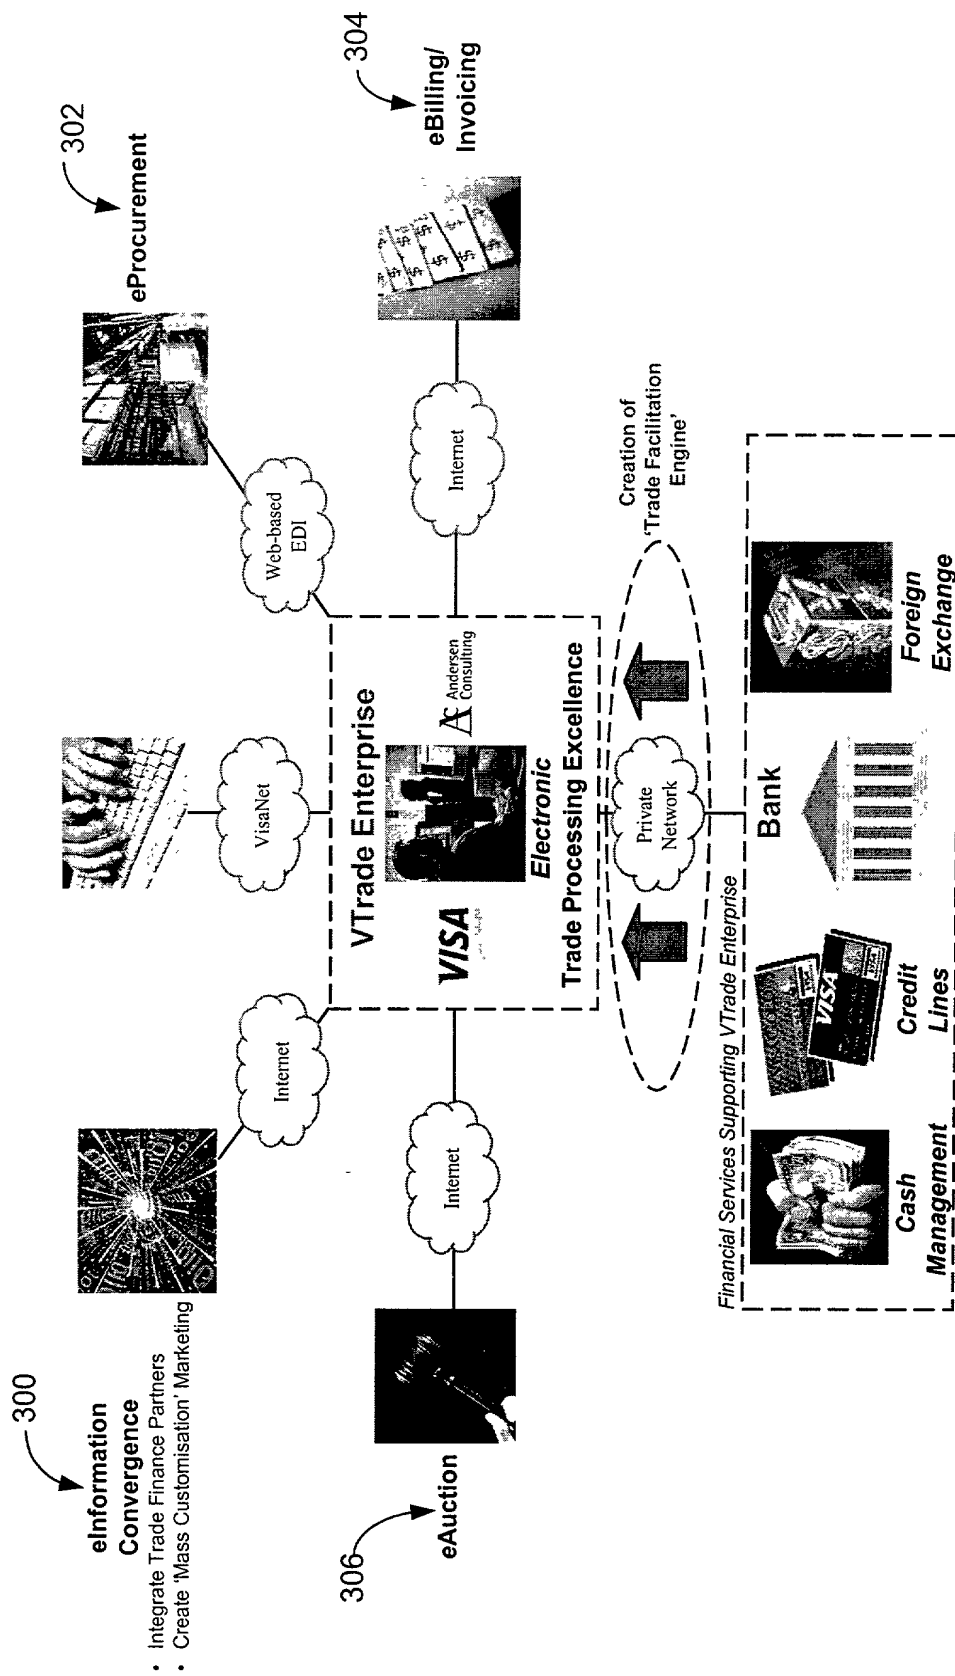 300
eInformation
Convergence
• Integrate Trade Finance Partners
• Create 'Mass Customisation' Marketing
Internet
VisaNet
302
eProcurement
Web-based
EDI
304
eBilling/
Invoicing
Internet
306
eAuction
Internet
VTrade Enterprise
VISA
Andersen
Consulting
Electronic
Trade Processing Excellence
Private
Network
Creation of
'Trade Facilitation
Engine'
Financial Services Supporting VTrade Enterprise
Cash
Management
VISA
Credit
Lines
Bank
Foreign
Exchange